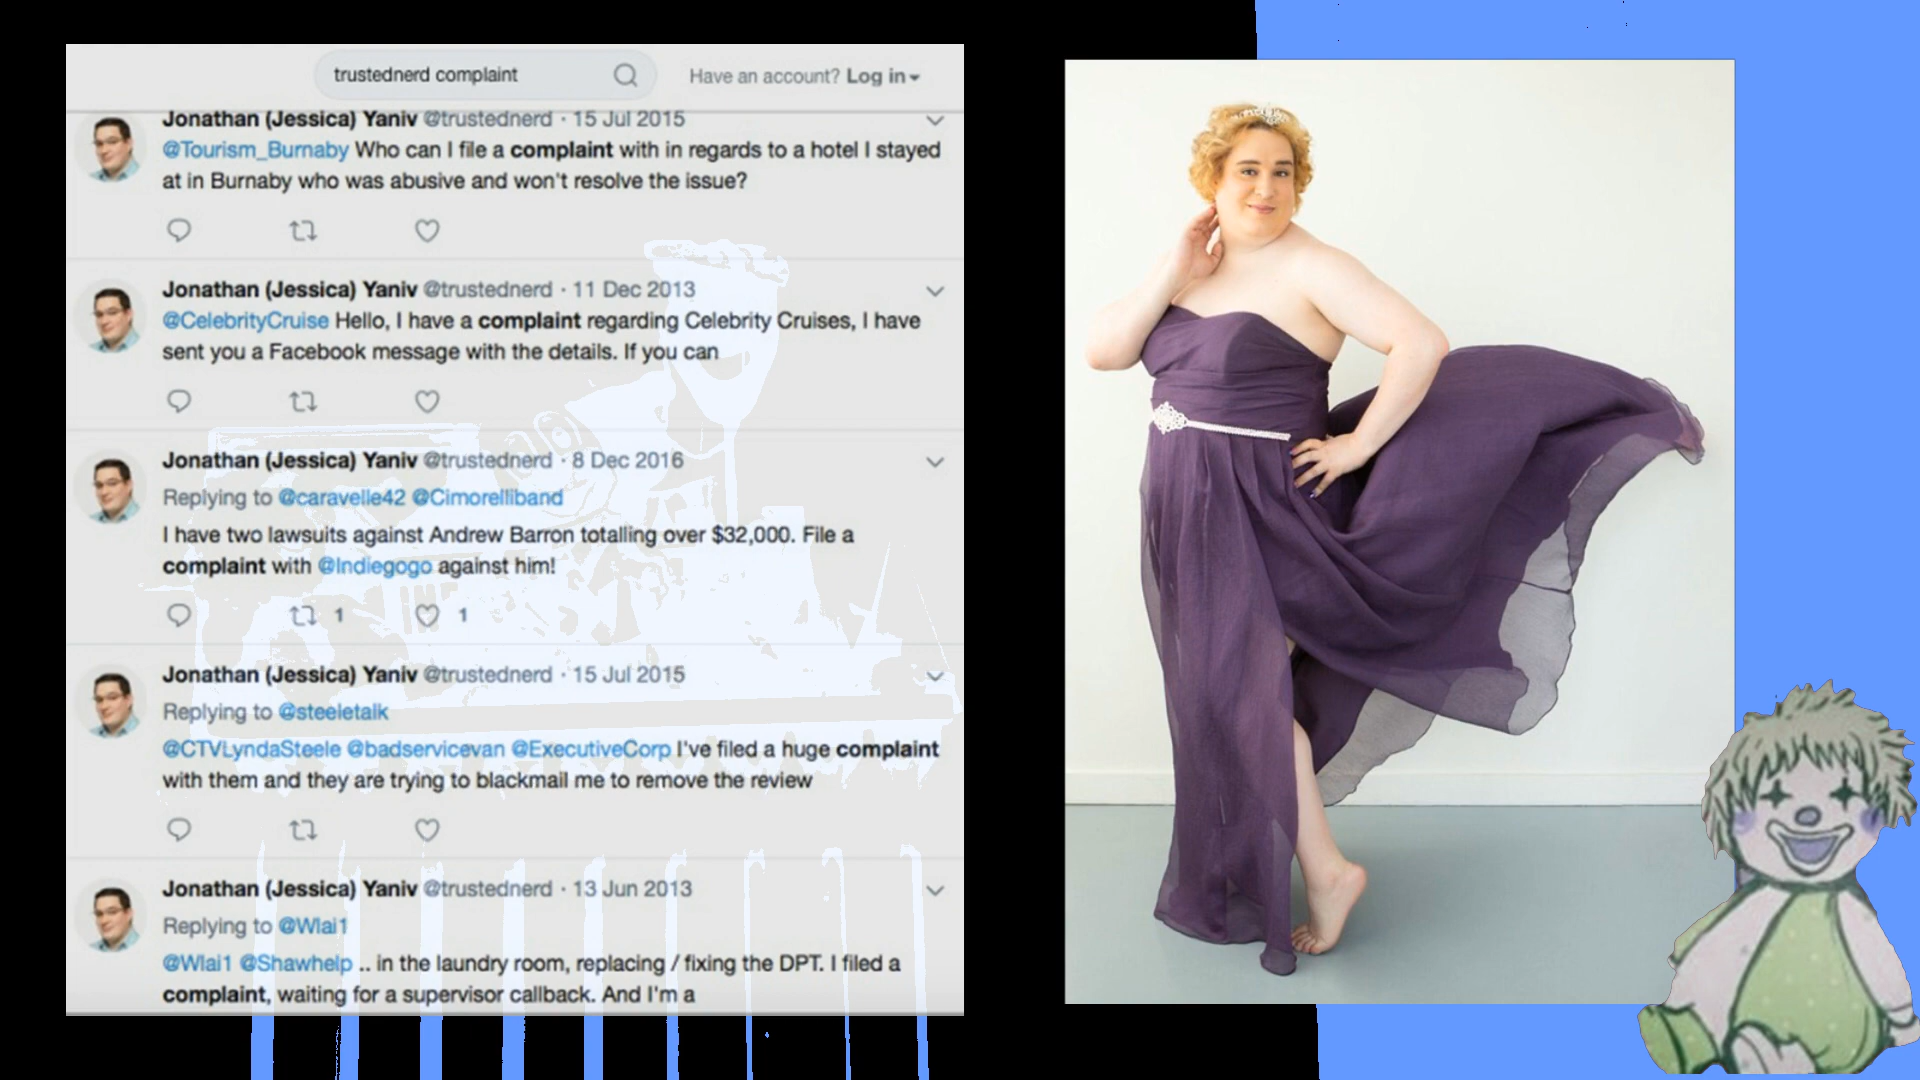 trustednerd complaint
Have an account? Log in
Jonathan (Jessica) Yaniv @trustednerd · 15 Jul 2015
@Tourism_Burnaby Who can I file a complaint with in regards to a hotel I stayed
at in Burnaby who was abusive and won't resolve the issue?
Jonathan (Jessica) Yaniv @trustednerd · 11 Dec 2013
@CelebrityCruise Hello, I have a complaint regarding Celebrity Cruises, I have
sent you a Facebook message with the details. If you can
Jonathan (Jessica) Yaniv @trustednerd · 8 Dec 2016
Replying to @caravelle42 @Cimorelliband
I have two lawsuits against Andrew Barron totalling over $32,000. File a
complaint with @Indiegogo against him!
1 1
Jonathan (Jessica) Yaniv @trustednerd · 15 Jul 2015
Replying to @steeletalk
@CTVLyndaSteele @badservicevan @ExecutiveCorp I've filed a huge complaint
with them and they are trying to blackmail me to remove the review
Jonathan (Jessica) Yaniv @trustednerd · 13 Jun 2013
Replying to @Wlai1
@Wlai1 @Shawhelp .. in the laundry room, replacing / fixing the DPT. I filed a
complaint, waiting for a supervisor callback. And I'm a